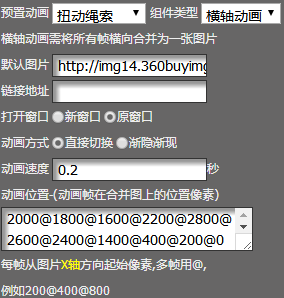 预置动画 扭动绳索 组件类型 横轴动画
横轴动画需将所有帧横向合并为一张图片
默认图片 http://img14.360buyimg
链接地址
打开窗口 新窗口 原窗口
动画方式 直接切换 渐隐渐现
动画速度 0.2 秒
动画位置-(动画帧在合并图上的位置像素)
2000@1800@1600@2200@2800@
2600@2400@1400@400@200@0
每帧从图片X轴方向起始像素,多帧用@,
例如200@400@800